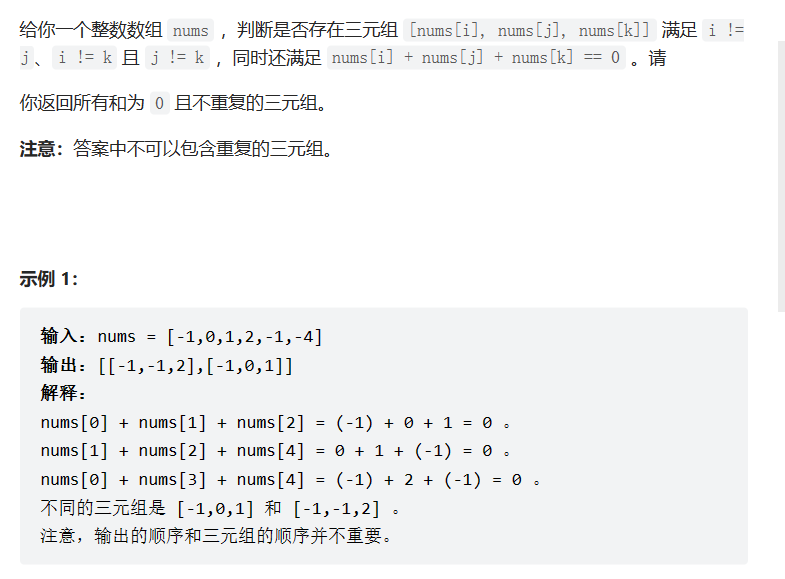 给你一个整数数组 nums ，判断是否存在三元组 [nums[i], nums[j], nums[k]] 满足 i !=
j、i != k 且 j != k ，同时还满足 nums[i] + nums[j] + nums[k] == 0 。请
你返回所有和为 0 且不重复的三元组。
注意：答案中不可以包含重复的三元组。
示例 1：
输入：nums = [-1,0,1,2,-1,-4]
输出：[[-1,-1,2],[-1,0,1]]
解释：
nums[0] + nums[1] + nums[2] = (-1) + 0 + 1 = 0 。
nums[1] + nums[2] + nums[4] = 0 + 1 + (-1) = 0 。
nums[0] + nums[3] + nums[4] = (-1) + 2 + (-1) = 0 。
不同的三元组是 [-1,0,1] 和 [-1,-1,2] 。
注意，输出的顺序和三元组的顺序并不重要。